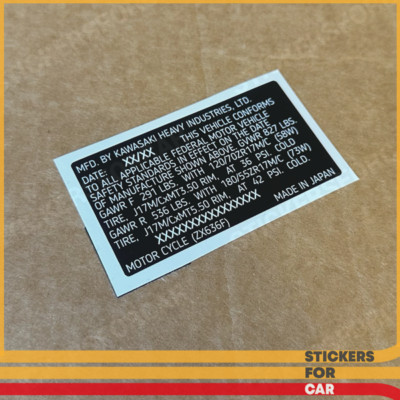 MFD. BY KAWASAKI HEAVY INDUSTRIES, LTD.
DATE: XX/XX THIS VEHICLE CONFORMS
TO ALL APPLICABLE FEDERAL MOTOR VEHICLE
SAFETY STANDARDS IN EFFECT ON THE DATE
OF MANUFACTURE SHOWN ABOVE. GVWR 827 LBS.
GAWR F 291 LBS. WITH 120/70ZR17M/C (58W)
TIRE, J17M/CxMT3.50 RIM, AT 36 PSI. COLD
GAWR R 536 LBS. WITH 180/55ZR17M/C (73W)
TIRE, J17M/CxMT5.50 RIM, AT 42 PSI. COLD.
XXXXXXXXXXXXXXXXX
MOTOR CYCLE (ZX636F) MADE IN JAPAN
STICKERS
FOR
CAR